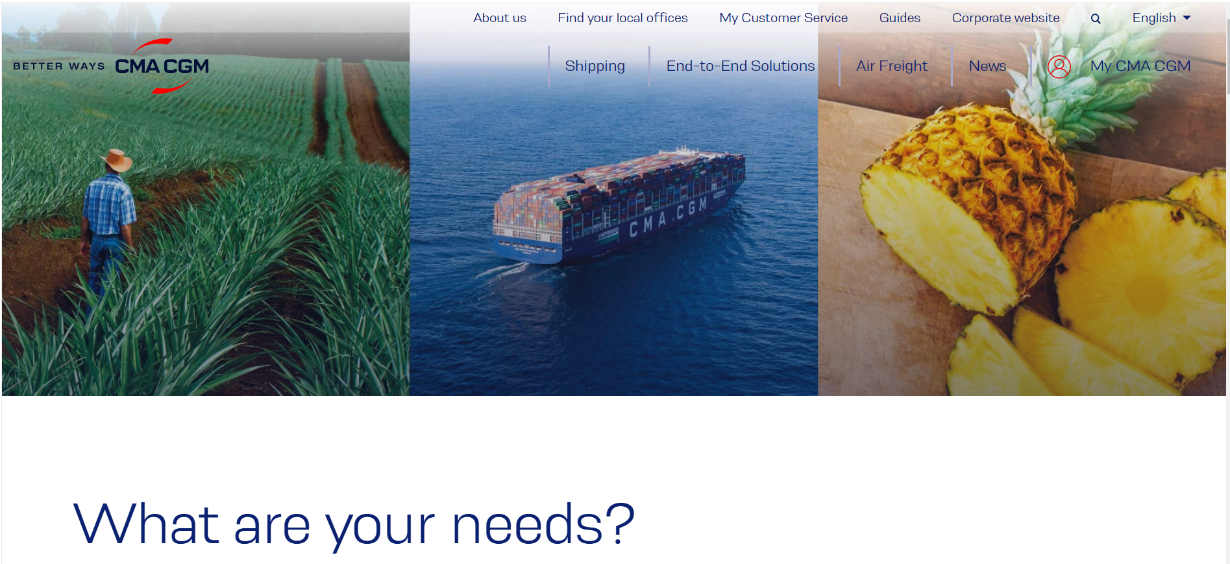 About us Find your local offices My Customer Service Guides Corporate website English
BETTER WAYS CMA CGM
Shipping End-to-End Solutions Air Freight News My CMA CGM
CMA CGM
What are your needs?